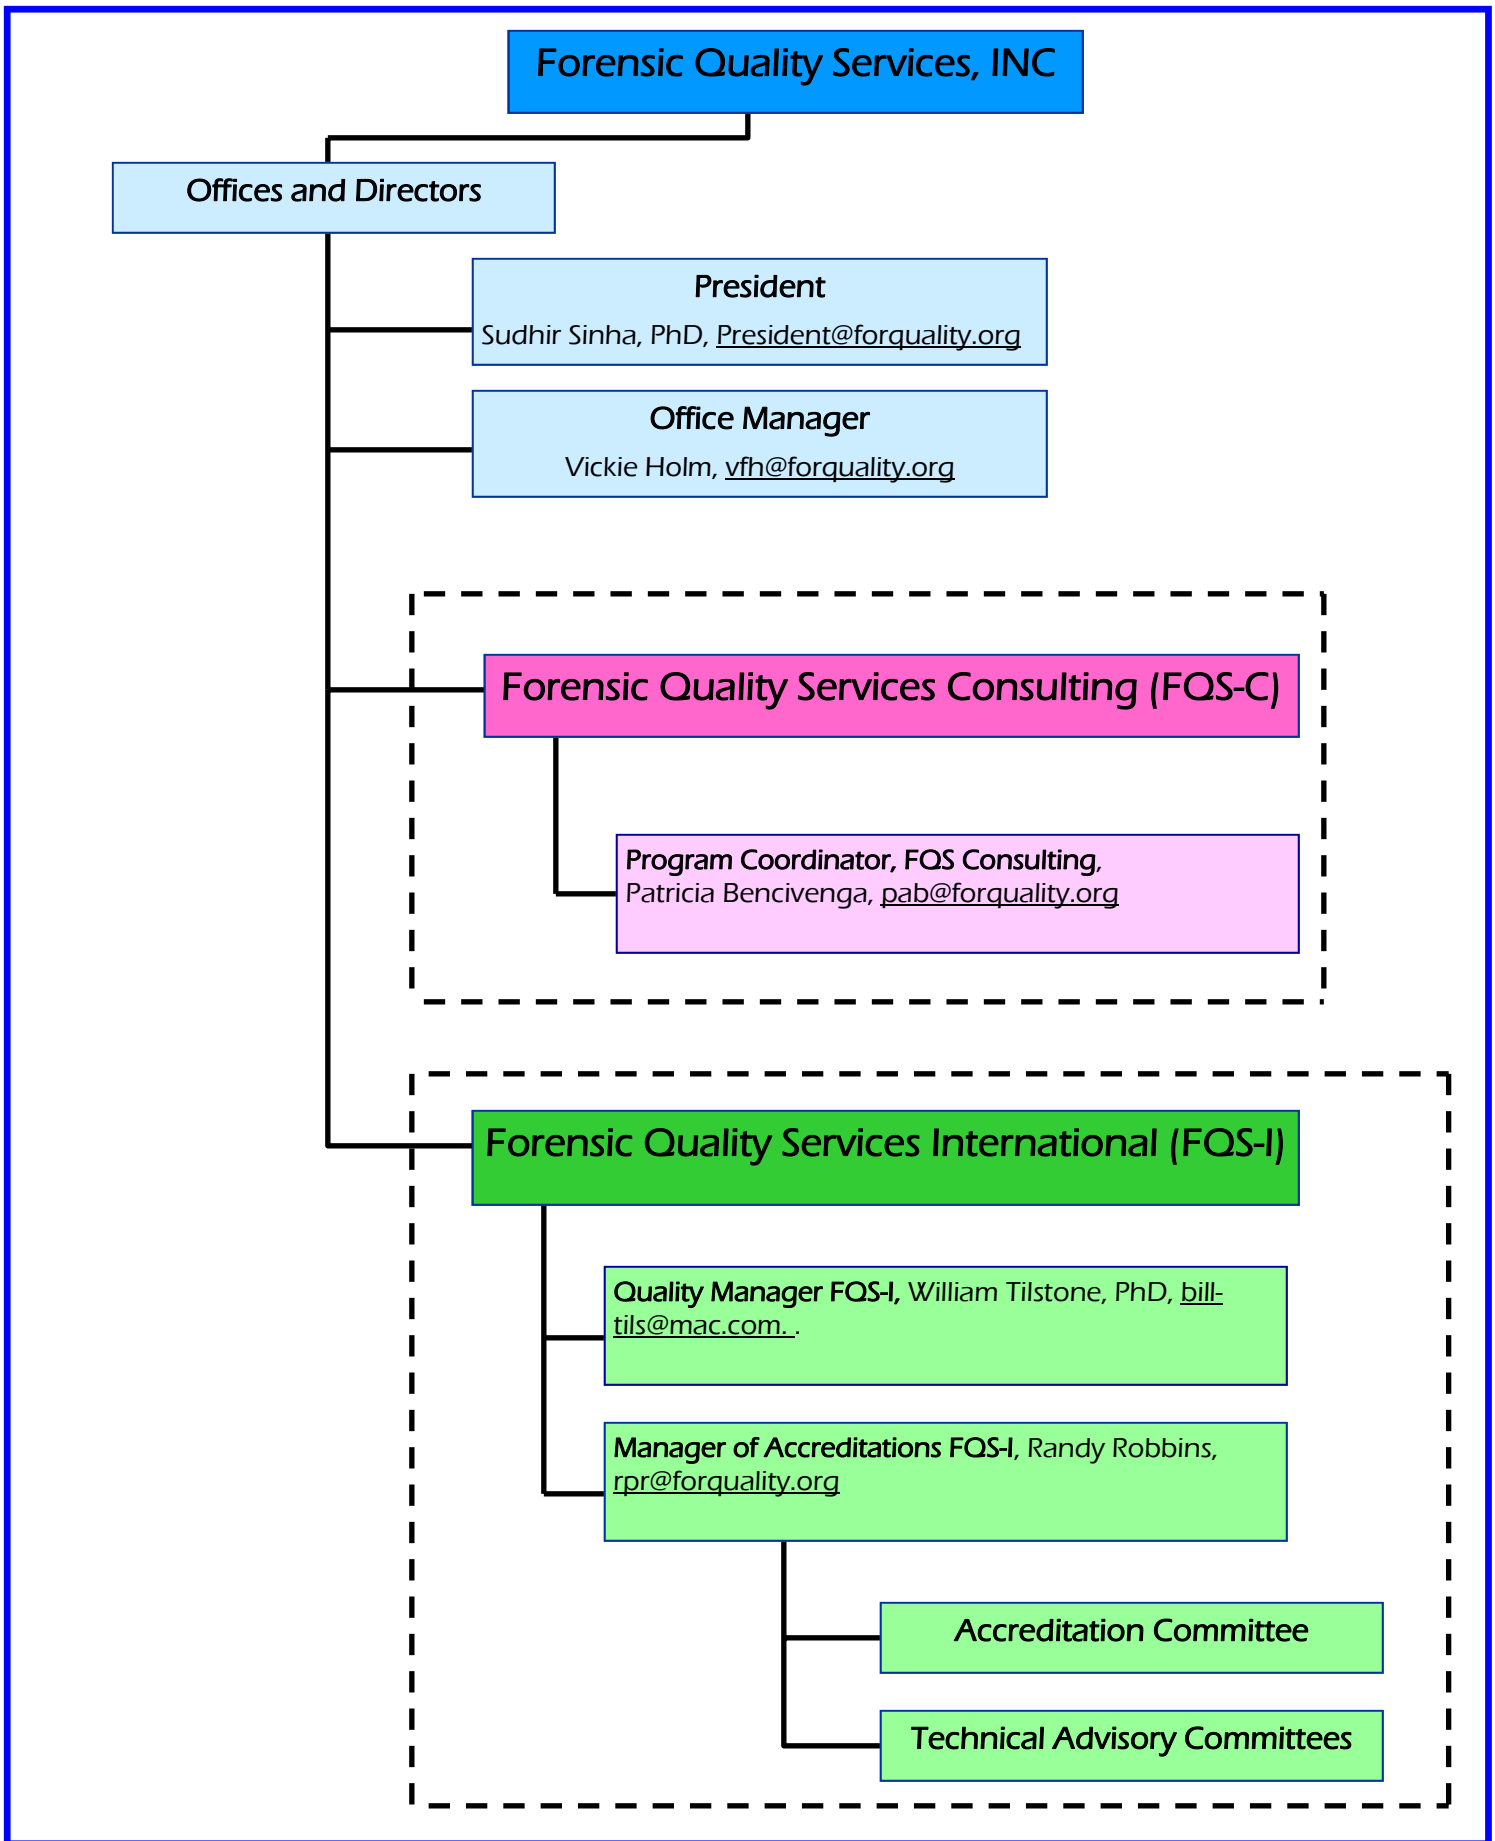 Forensic Quality Services, INC
Offices and Directors
President
Sudhir Sinha, PhD, President@forquality.org
Office Manager
Vickie Holm, vfh@forquality.org
Forensic Quality Services Consulting (FQS-C)
Program Coordinator, FQS Consulting,
Patricia Bencivenga, pab@forquality.org
Forensic Quality Services International (FQS-I)
Quality Manager FQS-I, William Tilstone, PhD, bill-
tils@mac.com. .
Manager of Accreditations FQS-I, Randy Robbins,
rpr@forquality.org
Accreditation Committee
Technical Advisory Committees